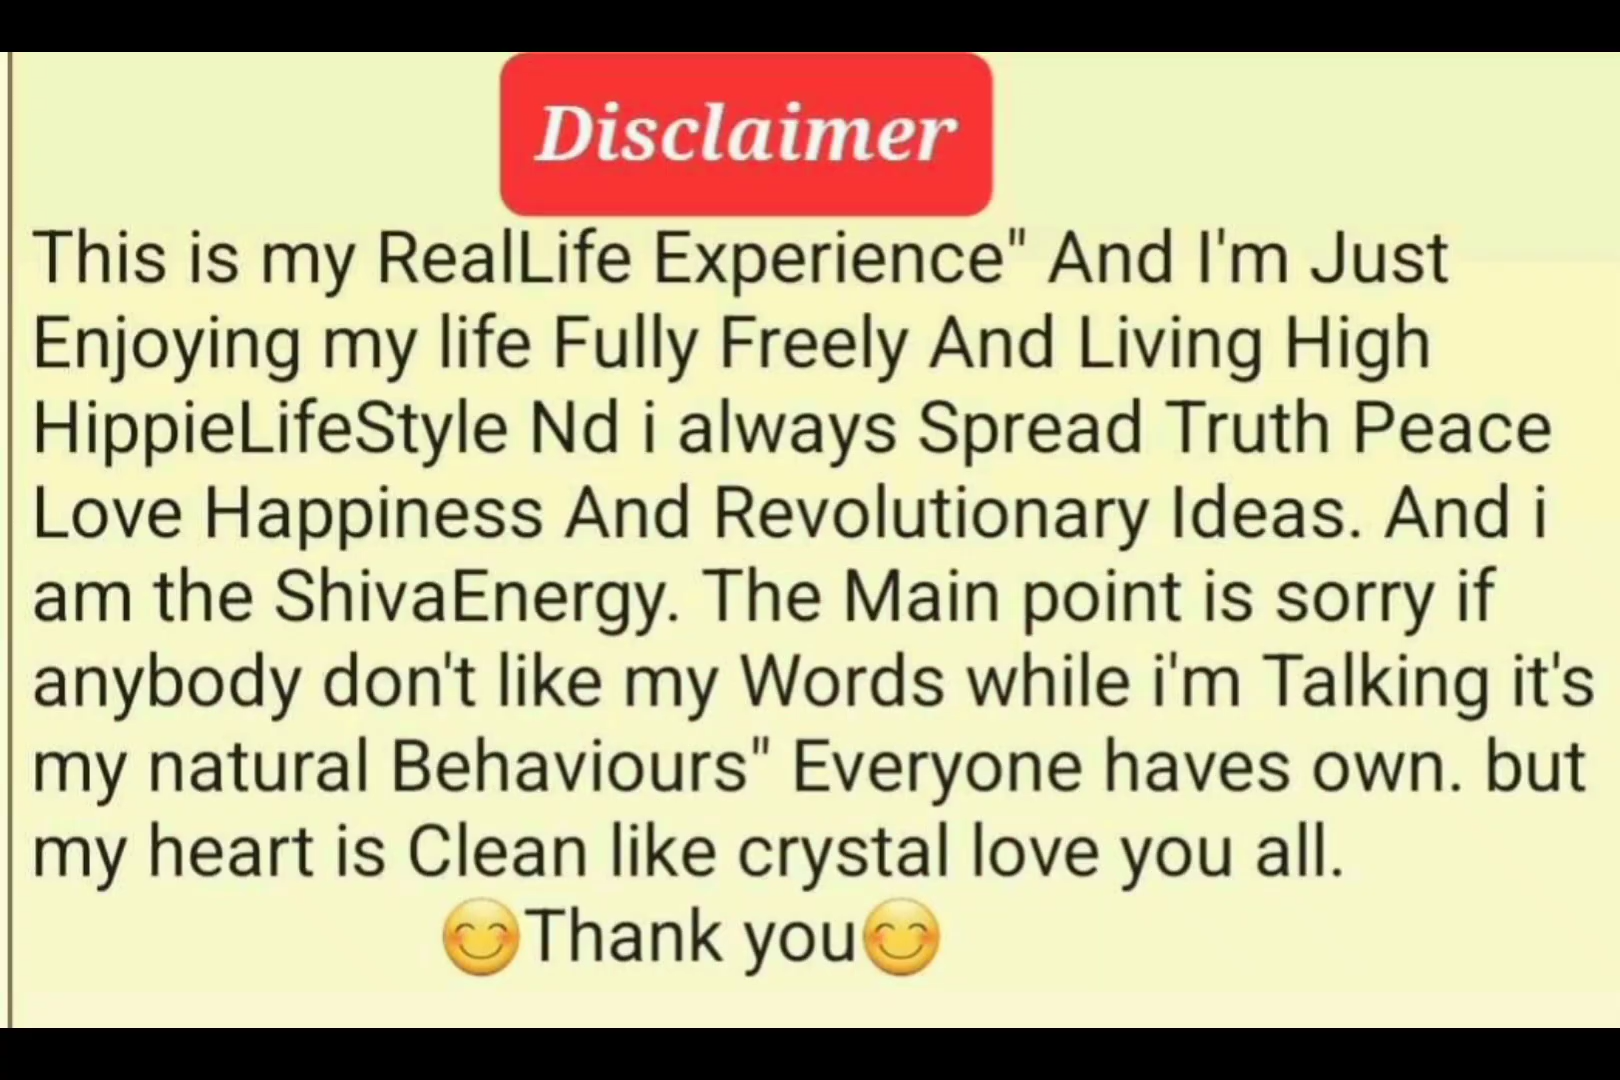 Disclaimer
This is my RealLife Experience" And I'm Just
Enjoying my life Fully Freely And Living High
HippieLifeStyle Nd i always Spread Truth Peace
Love Happiness And Revolutionary Ideas. And i
am the ShivaEnergy. The Main point is sorry if
anybody don't like my Words while i'm Talking it's
my natural Behaviours" Everyone haves own. but
my heart is Clean like crystal love you all.
😊Thank you😊